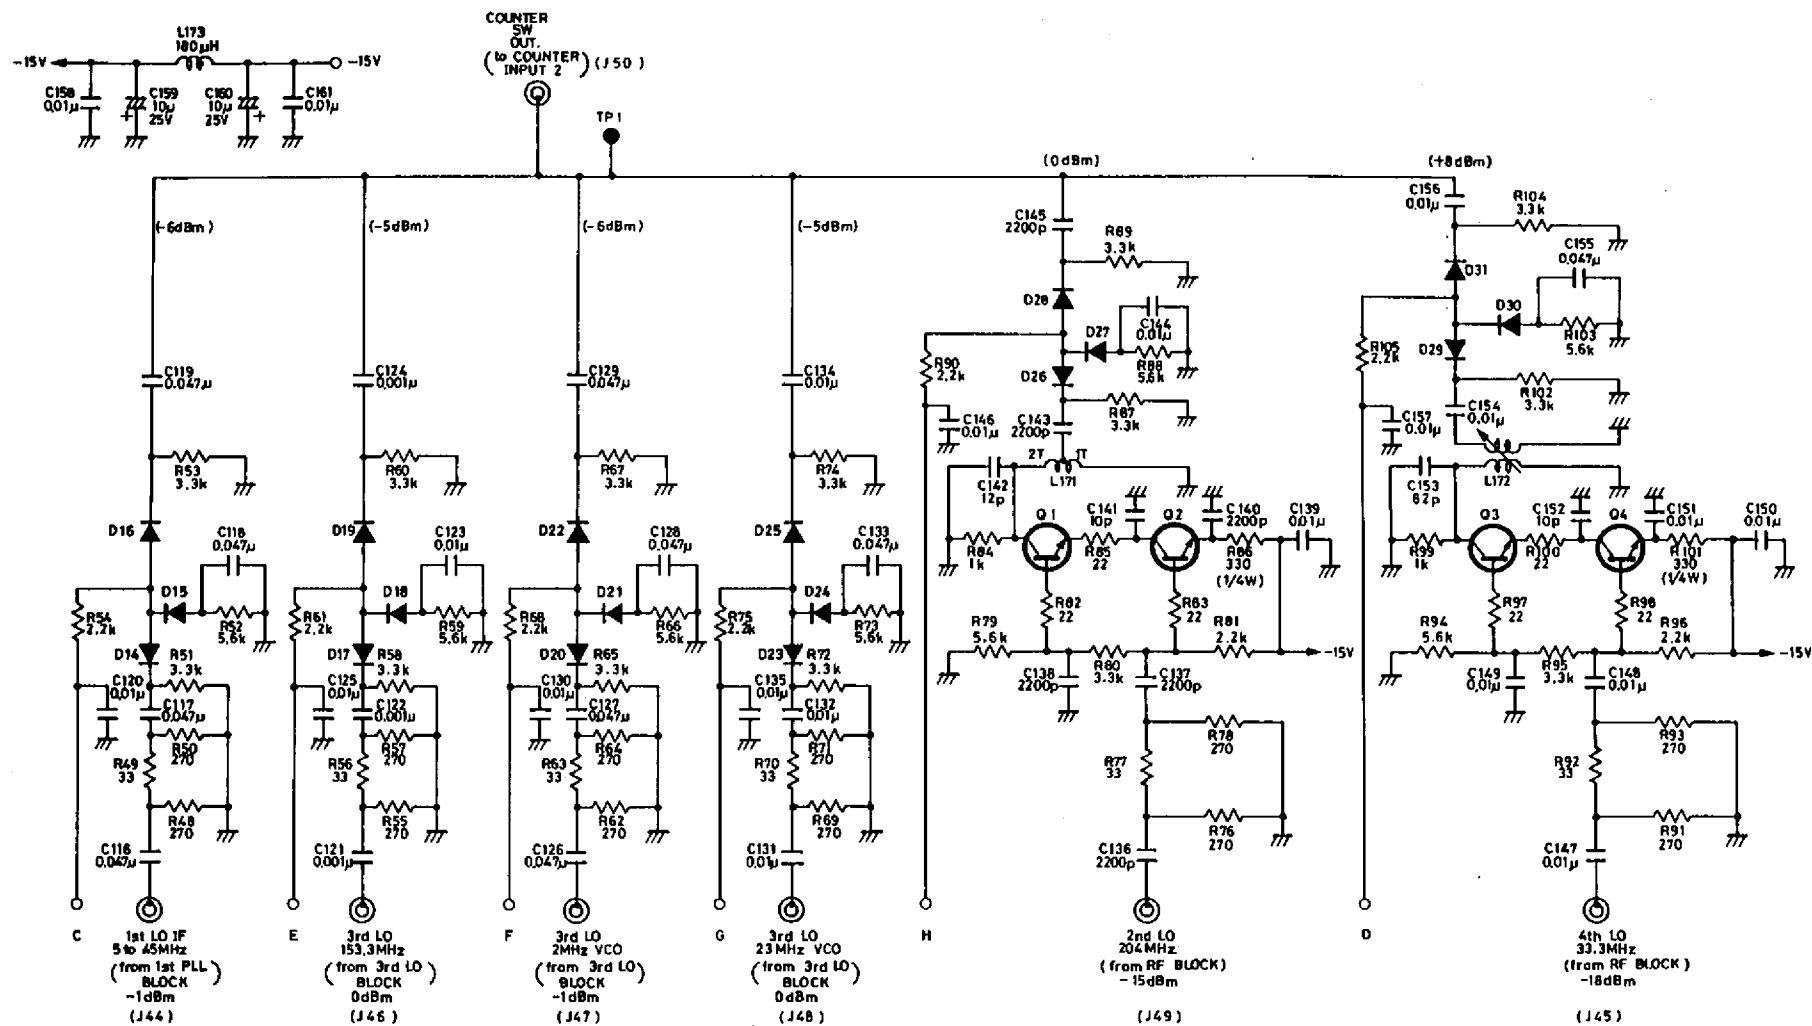 COUNTER
SW
OUT.
(to COUNTER
INPUT 2) (J50)
L173
180μH
-15V
-15V
C158
0.01μ
C159
10μ
25V
+
C160
10μ
25V
+
C161
0.01μ
TP1
(-6dBm)
(-5dBm)
(-6dBm)
(-5dBm)
(0dBm)
(+8dBm)
C119
0.047μ
R53
3.3k
D16
C118
0.047μ
D15
R54
2.2k
R52
5.6k
D14
R51
3.3k
C120
0.01μ
C117
0.047μ
R50
270
R49
33
R48
270
C116
0.047μ
C
1st LO IF
5 to 45MHz
(from 1st PLL)
BLOCK
-1dBm
(J44)
C124
0.001μ
R60
3.3k
D19
C123
0.01μ
D18
R61
2.2k
R59
5.6k
D17
R58
3.3k
C125
0.01μ
C122
0.001μ
R57
270
R56
33
R55
270
C121
0.001μ
E
3rd LO
153.3MHz
(from 3rd LO)
BLOCK
0dBm
(J46)
C129
0.047μ
R67
3.3k
D22
C128
0.047μ
D21
R68
2.2k
R66
5.6k
D20
R65
3.3k
C130
0.01μ
C127
0.047μ
R64
270
R63
33
R62
270
C126
0.047μ
F
3rd LO
2MHz VCO
(from 3rd LO)
BLOCK
-1dBm
(J47)
C134
0.01μ
R74
3.3k
D25
C133
0.047μ
D24
R75
2.2k
R73
5.6k
D23
R72
3.3k
C135
0.01μ
C132
0.01μ
R71
270
R70
33
R69
270
C131
0.01μ
G
3rd LO
23MHz VCO
(from 3rd LO)
BLOCK
0dBm
(J48)
C145
2200p
R89
3.3k
D28
D27
C144
0.01μ
R90
2.2k
R88
5.6k
D26
R87
3.3k
C146
0.01μ
C143
2200p
2T
1T
L171
C142
12p
C141
10p
C140
2200p
C139
0.01μ
Q1
Q2
R84
1k
R85
22
R86
330
(1/4W)
R82
22
R83
22
R79
5.6k
R81
2.2k
-15V
C138
2200p
R80
3.3k
C137
2200p
R78
270
R77
33
R76
270
C136
2200p
H
2nd LO
204MHz
(from RF BLOCK)
-15dBm
(J49)
C156
0.01μ
R104
3.3k
C155
0.047μ
D31
D30
R105
2.2k
R103
5.6k
D29
R102
3.3k
C157
0.01μ
C154
0.01μ
L172
C153
82p
C152
10p
C151
0.01μ
C150
0.01μ
Q3
Q4
R99
1k
R100
22
R101
330
(1/4W)
R97
22
R98
22
R94
5.6k
R96
2.2k
-15V
C149
0.01μ
R95
3.3k
C148
0.01μ
R93
270
R92
33
R91
270
C147
0.01μ
D
4th LO
33.3MHz
(from RF BLOCK)
-18dBm
(J45)